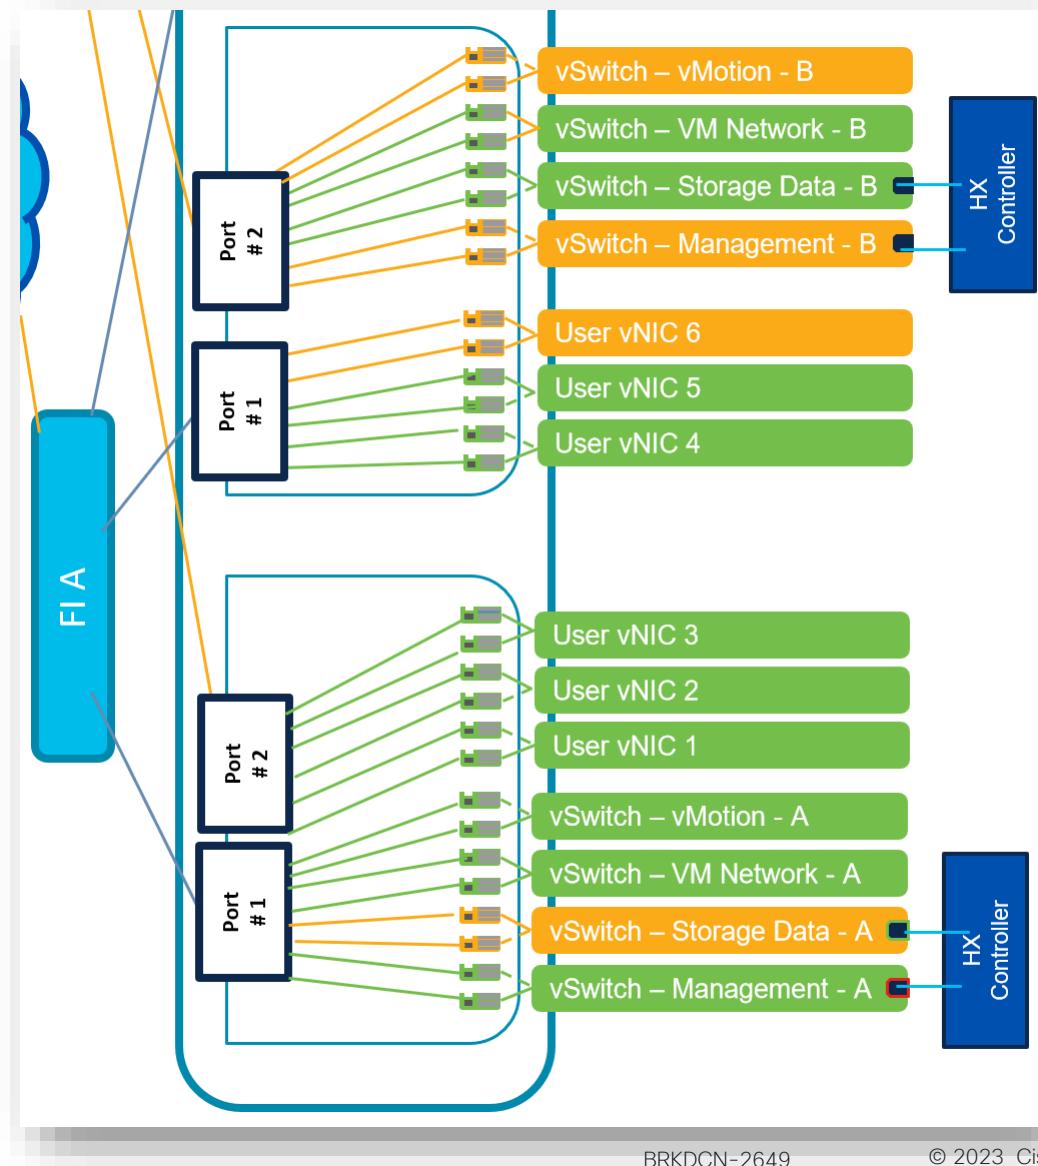 vSwitch – vMotion - B
vSwitch – VM Network - B
vSwitch – Storage Data - B
vSwitch – Management - B
HX
Controller
Port
# 2
User vNIC 6
User vNIC 5
User vNIC 4
Port
# 1
FI A
User vNIC 3
User vNIC 2
User vNIC 1
Port
# 2
vSwitch – vMotion - A
vSwitch – VM Network - A
vSwitch – Storage Data - A
vSwitch – Management - A
Port
# 1
HX
Controller
BRKDCN-2649
© 2023 Cis